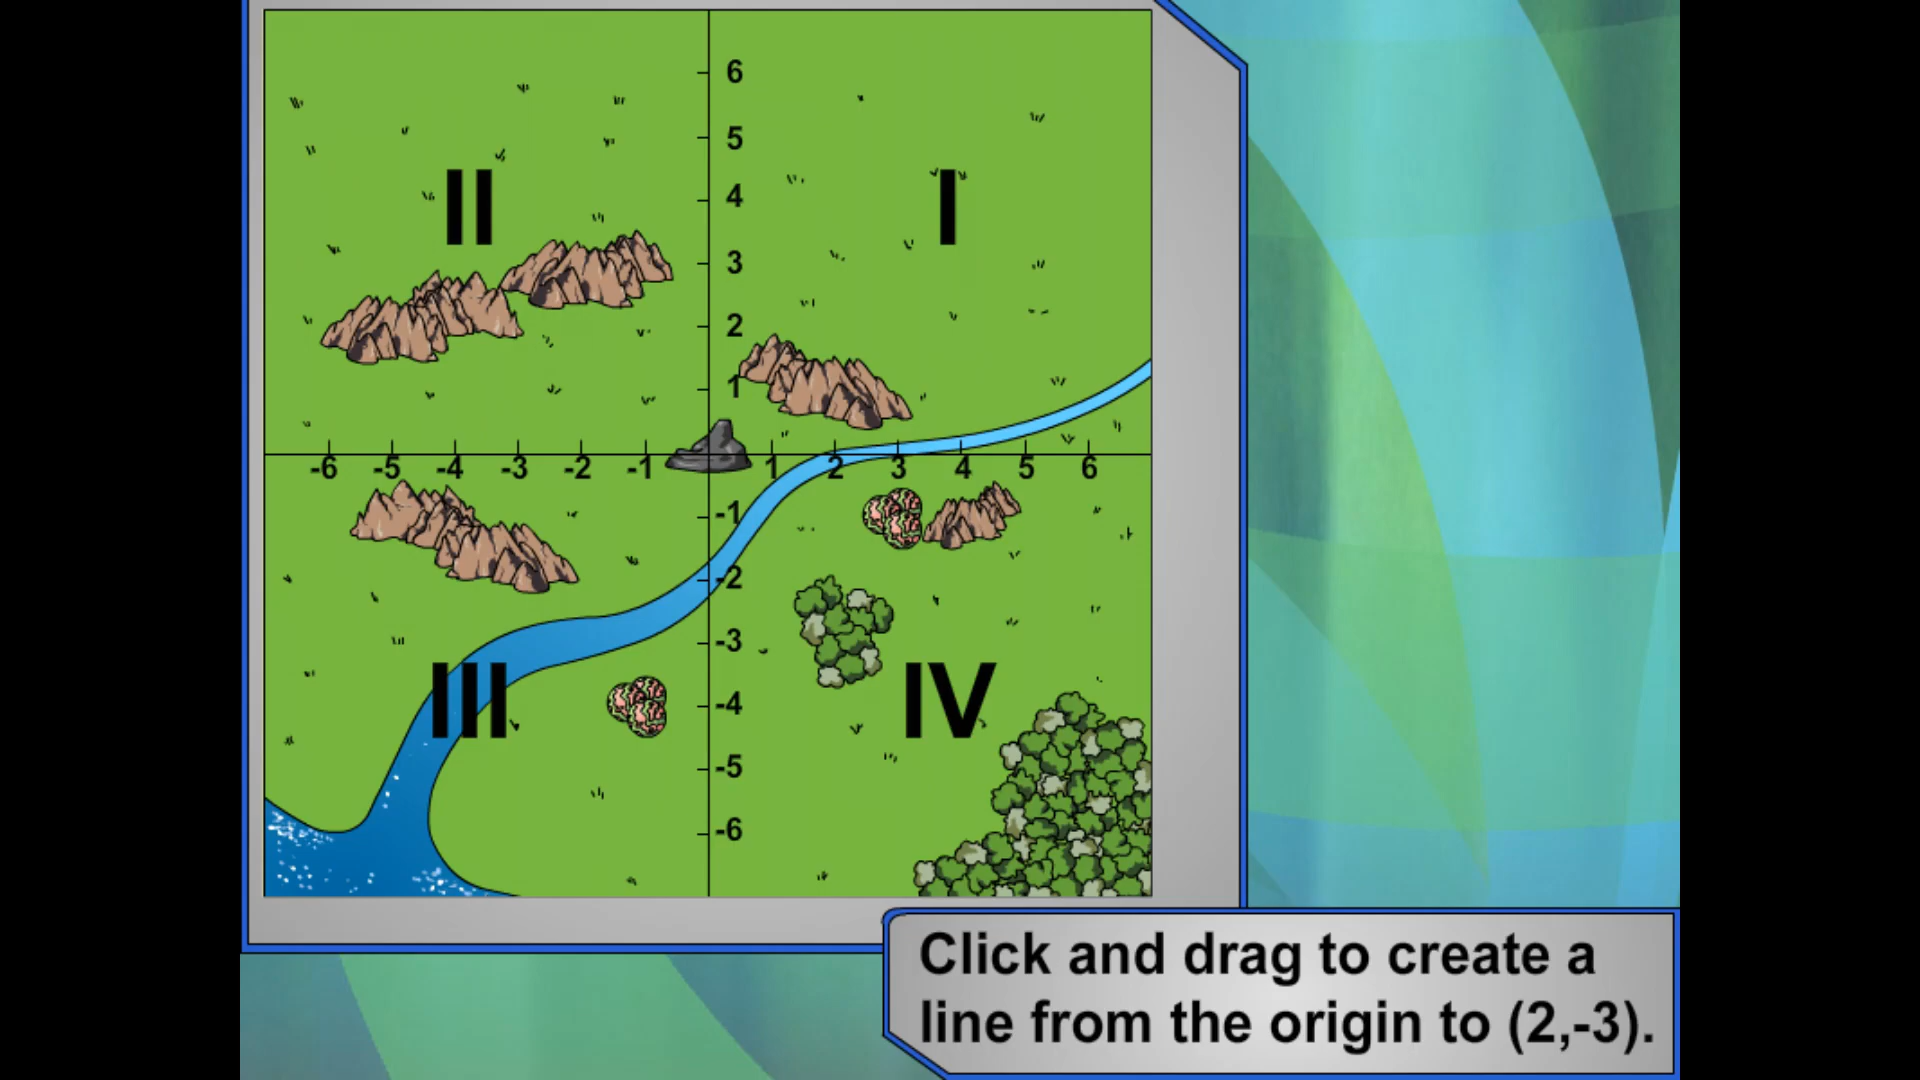 6
5
II I
4
3
2
1
-6 -5 -4 -3 -2 -1 1 2 3 4 5 6
-1
-2
-3
III IV
-4
-5
-6
Click and drag to create a
line from the origin to (2,-3).